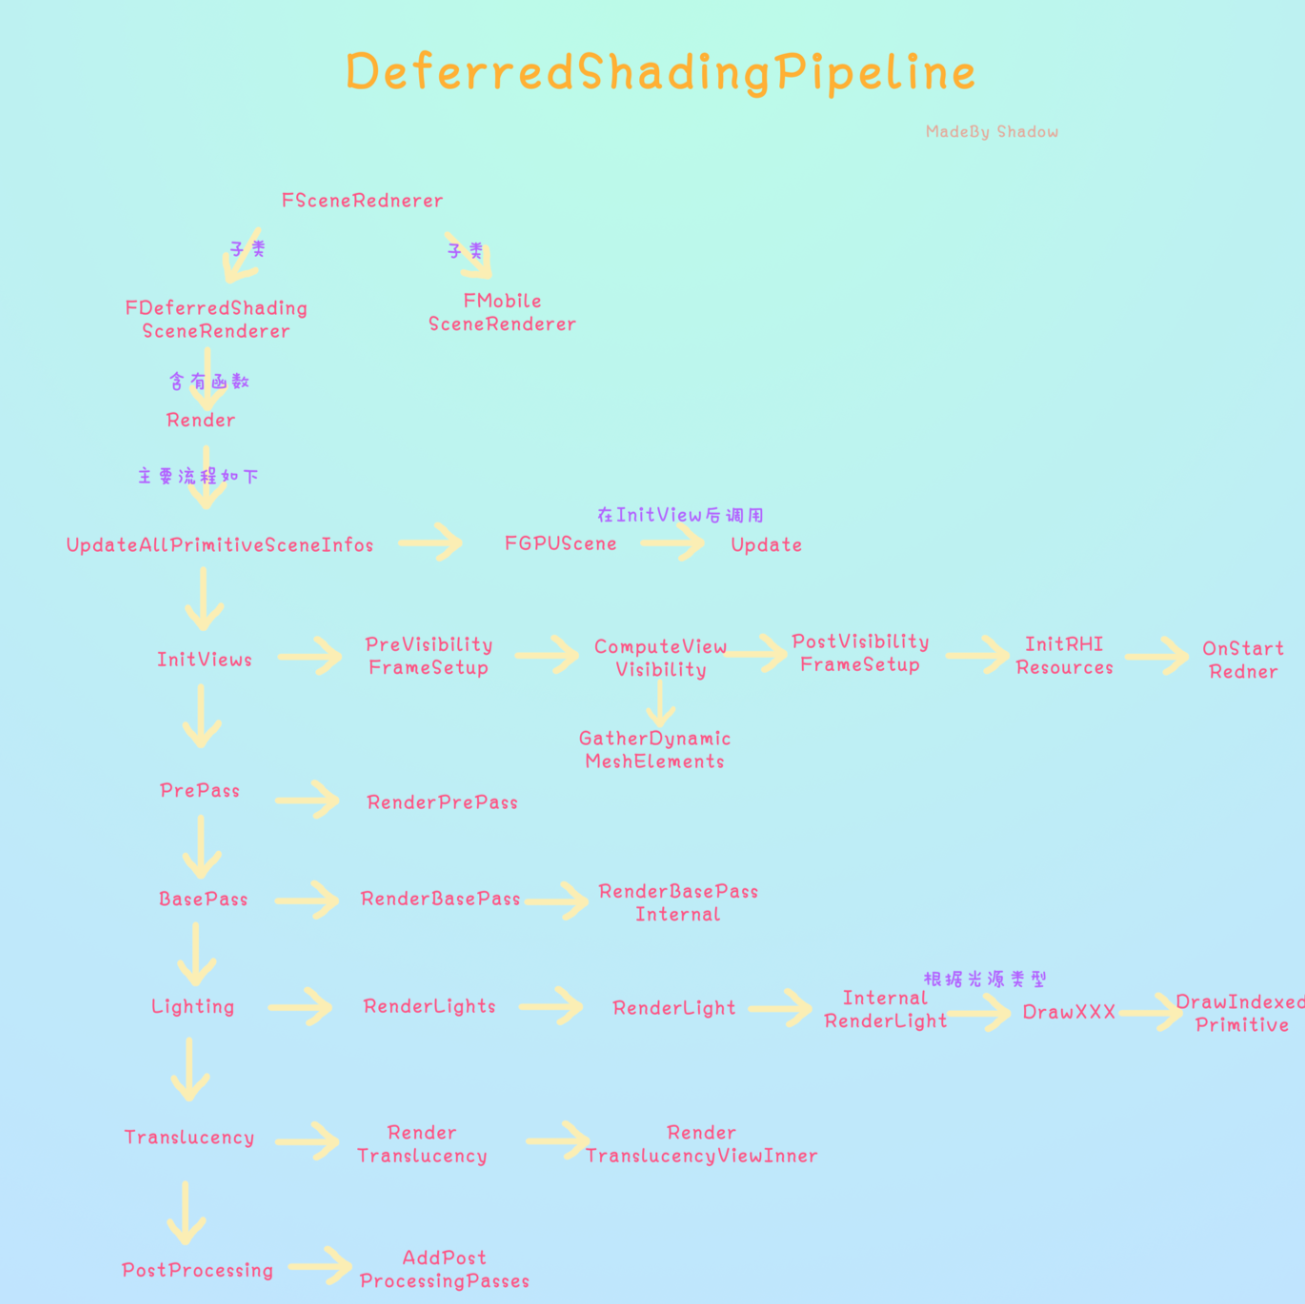 DeferredShadingPipeline
MadeBy Shadow
FSceneRednerer
子类
子类
FDeferredShading
SceneRenderer
FMobile
SceneRenderer
含有函数
Render
主要流程如下
UpdateAllPrimitiveSceneInfos
FGPUScene
在InitView后调用
Update
InitViews
PreVisibility
FrameSetup
ComputeView
Visibility
PostVisibility
FrameSetup
InitRHI
Resources
OnStart
Redner
GatherDynamic
MeshElements
PrePass
RenderPrePass
BasePass
RenderBasePass
RenderBasePass
Internal
Lighting
RenderLights
RenderLight
Internal
RenderLight
根据光源类型
DrawXXX
DrawIndexed
Primitive
Translucency
Render
Translucency
Render
TranslucencyViewInner
PostProcessing
AddPost
ProcessingPasses